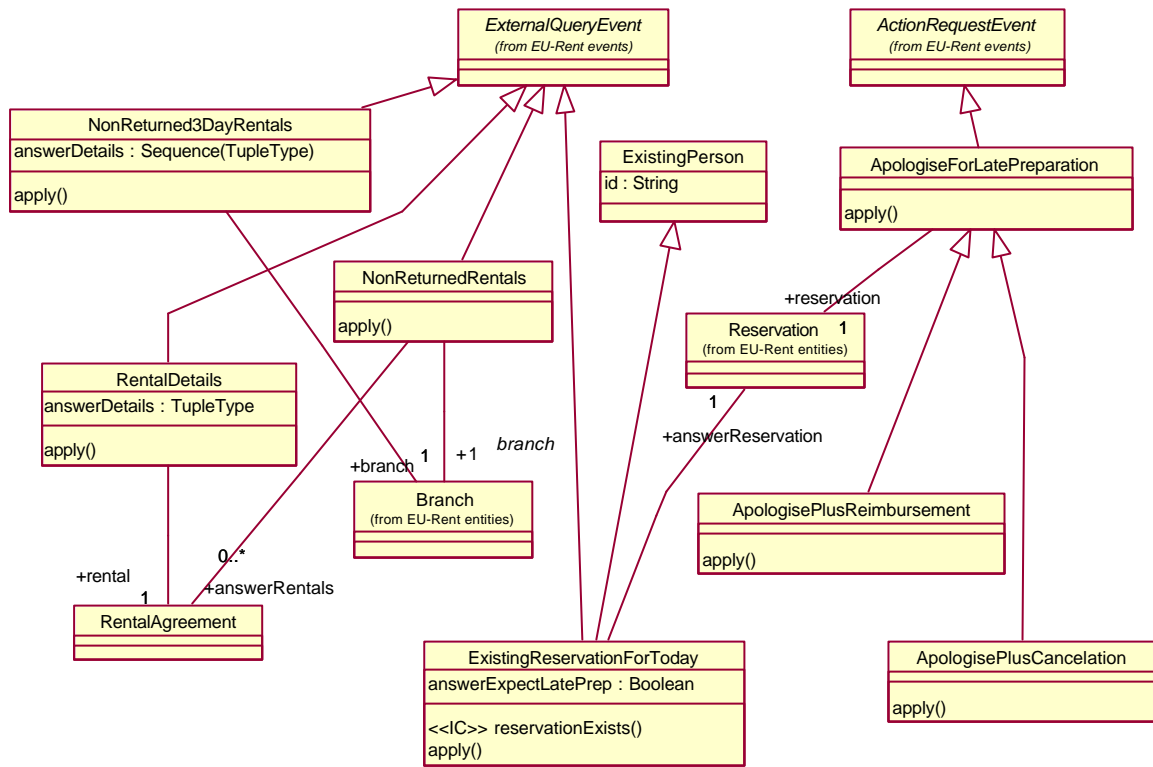 ExternalQueryEvent
(from EU-Rent events)
ActionRequestEvent
(from EU-Rent events)
NonReturned3DayRentals
answerDetails : Sequence(TupleType)
apply()
ExistingPerson
id : String
ApologiseForLatePreparation
apply()
NonReturnedRentals
apply()
+reservation
1
Reservation
(from EU-Rent entities)
RentalDetails
answerDetails : TupleType
apply()
1
+answerReservation
+branch
1
+1
branch
Branch
(from EU-Rent entities)
ApologisePlusReimbursement
apply()
0..*
+answerRentals
+rental
1
RentalAgreement
ExistingReservationForToday
answerExpectLatePrep : Boolean
<<IC>> reservationExists()
apply()
ApologisePlusCancelation
apply()